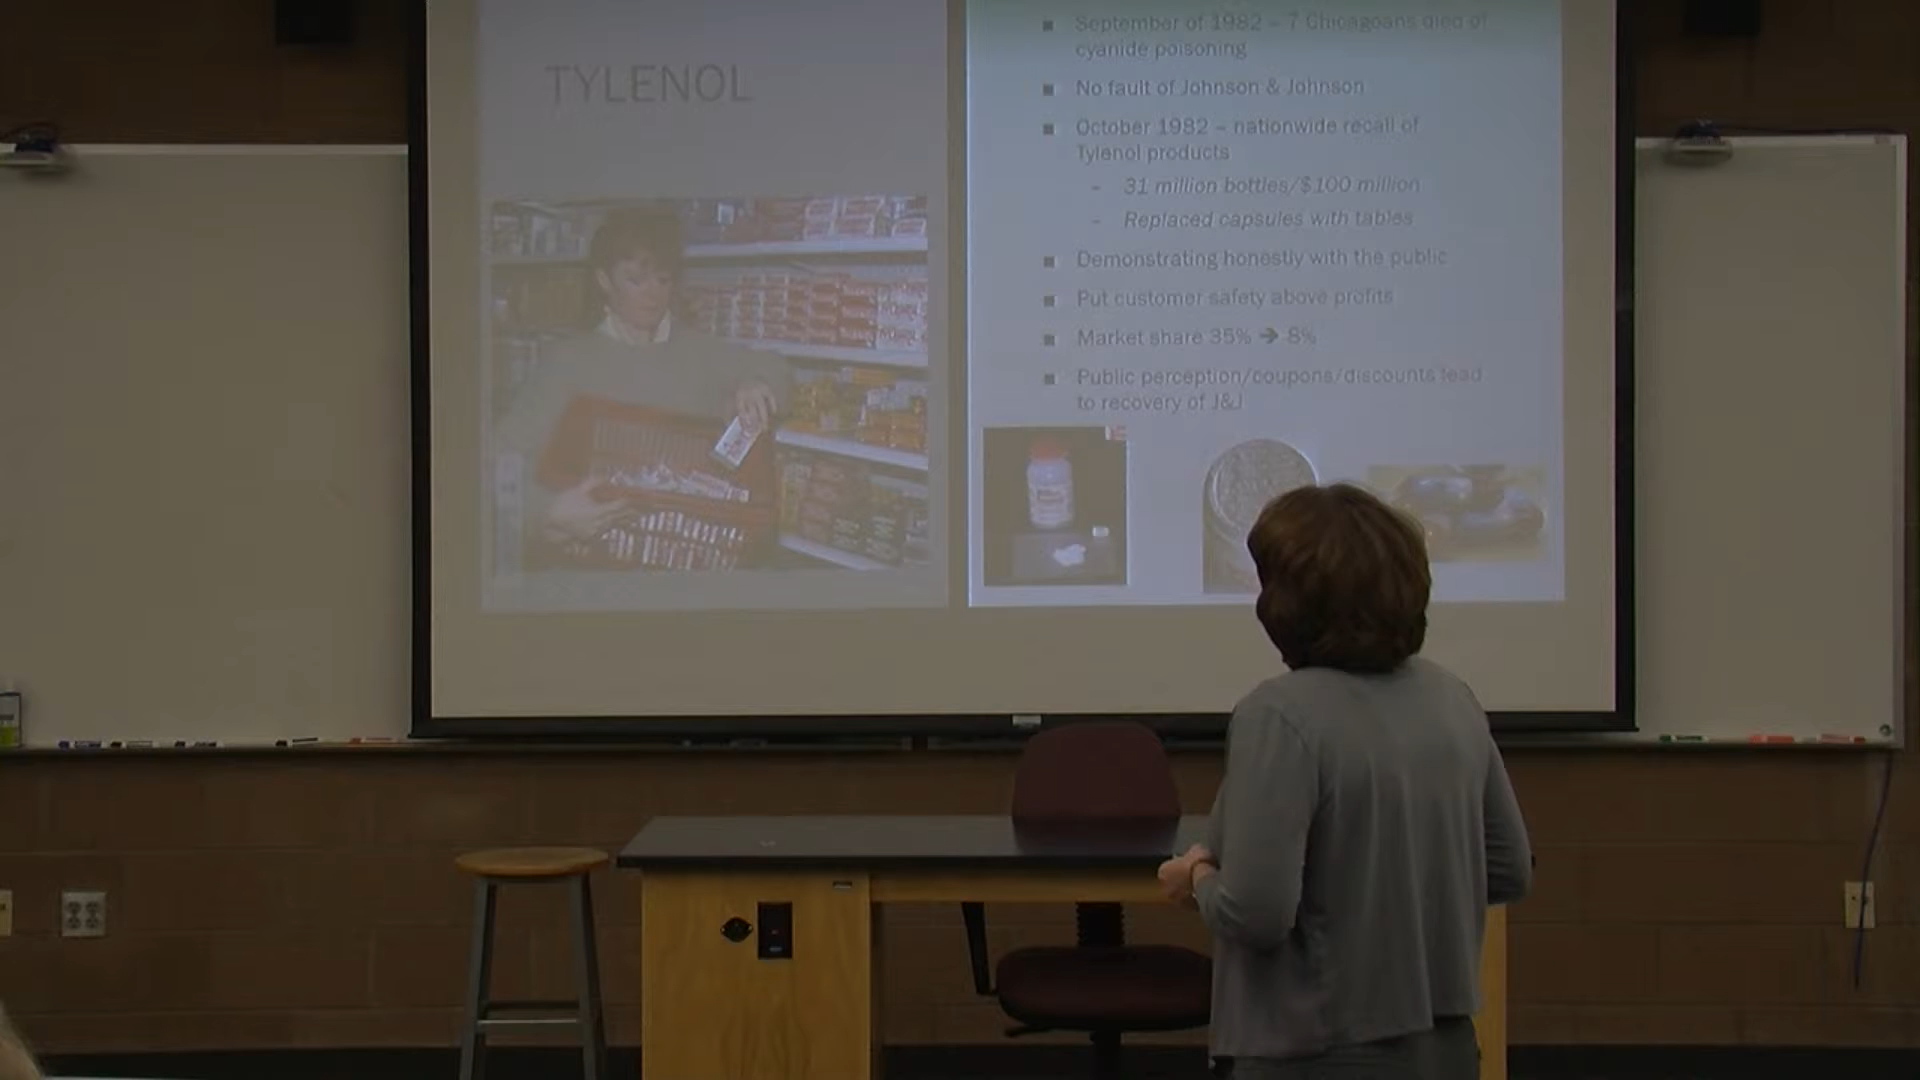 TYLENOL
September of 1982 – 7 Chicagoans died of
cyanide poisoning
No fault of Johnson & Johnson
October 1982 – nationwide recall of
Tylenol products
- 31 million bottles/$100 million
- Replaced capsules with tables
Demonstrating honestly with the public
Put customer safety above profits
Market share 35% ➔ 8%
Public perception/coupons/discounts lead
to recovery of J&J